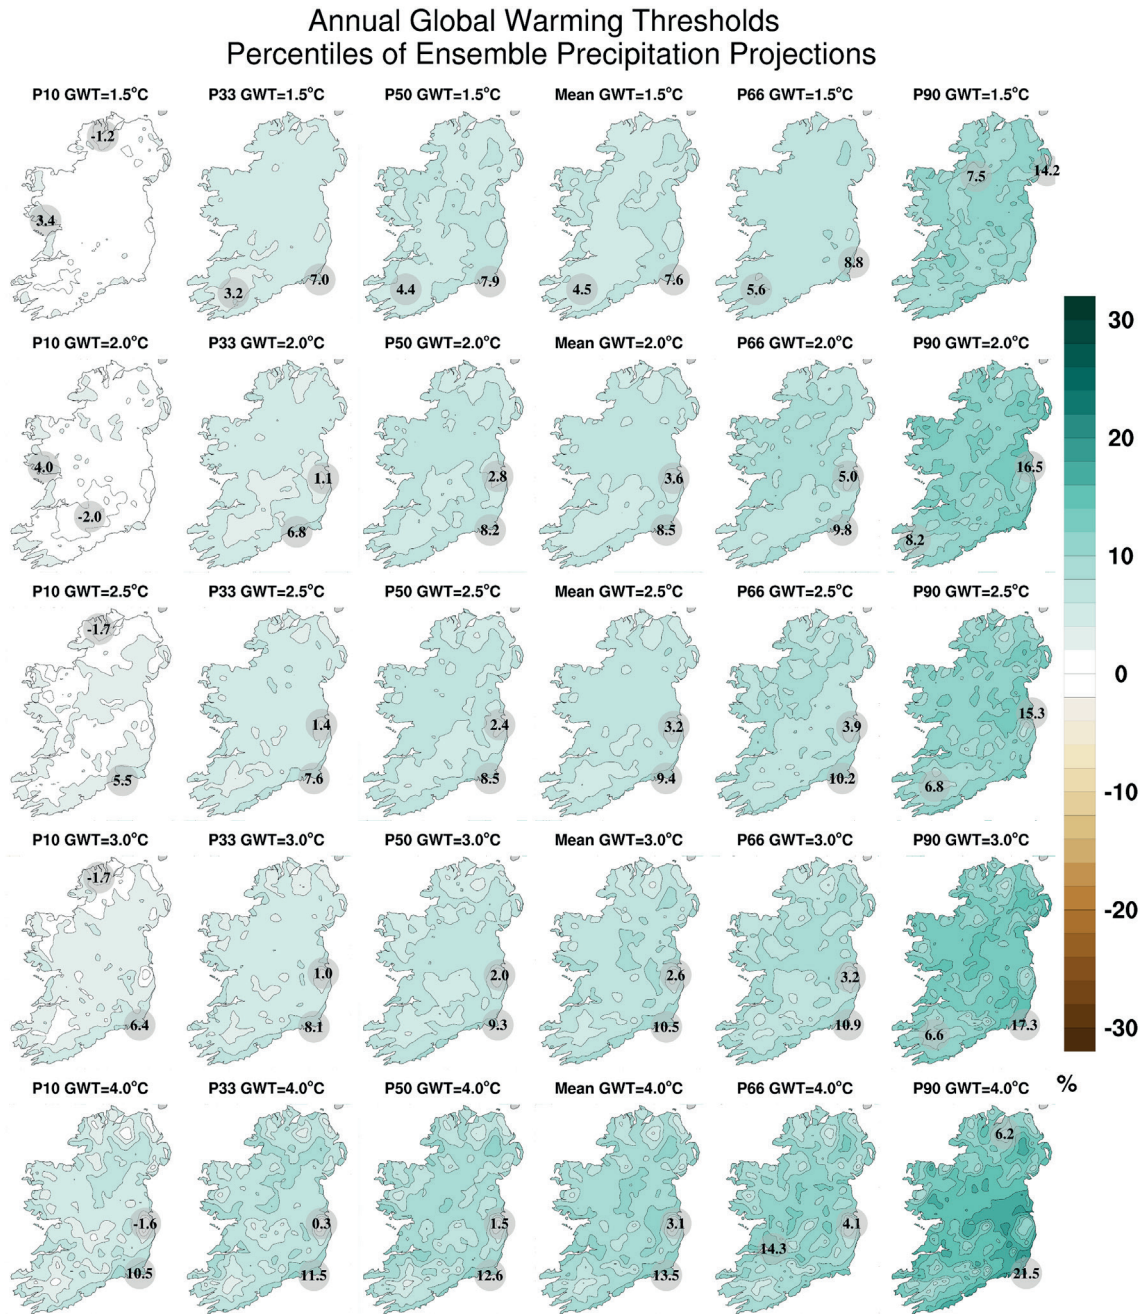 Annual Global Warming Thresholds
Percentiles of Ensemble Precipitation Projections
P10 GWT=1.5°C P33 GWT=1.5°C P50 GWT=1.5°C Mean GWT=1.5°C P66 GWT=1.5°C P90 GWT=1.5°C
-1.2 7.5 14.2
3.4 8.8
3.2 7.0 4.4 7.9 4.5 7.6 5.6
P10 GWT=2.0°C P33 GWT=2.0°C P50 GWT=2.0°C Mean GWT=2.0°C P66 GWT=2.0°C P90 GWT=2.0°C
4.0 1.1 2.8 3.6 5.0 16.5
-2.0 6.8 8.2 8.5 9.8 8.2
P10 GWT=2.5°C P33 GWT=2.5°C P50 GWT=2.5°C Mean GWT=2.5°C P66 GWT=2.5°C P90 GWT=2.5°C
-1.7 1.4 2.4 3.2 3.9 15.3
5.5 7.6 8.5 9.4 10.2 6.8
P10 GWT=3.0°C P33 GWT=3.0°C P50 GWT=3.0°C Mean GWT=3.0°C P66 GWT=3.0°C P90 GWT=3.0°C
-1.7 1.0 2.0 2.6 3.2
6.4 8.1 9.3 10.5 10.9 6.6 17.3
P10 GWT=4.0°C P33 GWT=4.0°C P50 GWT=4.0°C Mean GWT=4.0°C P66 GWT=4.0°C P90 GWT=4.0°C
-1.6 0.3 1.5 3.1 4.1 6.2
10.5 11.5 12.6 13.5 14.3 21.5
30
20
10
0
-10
-20
-30
%